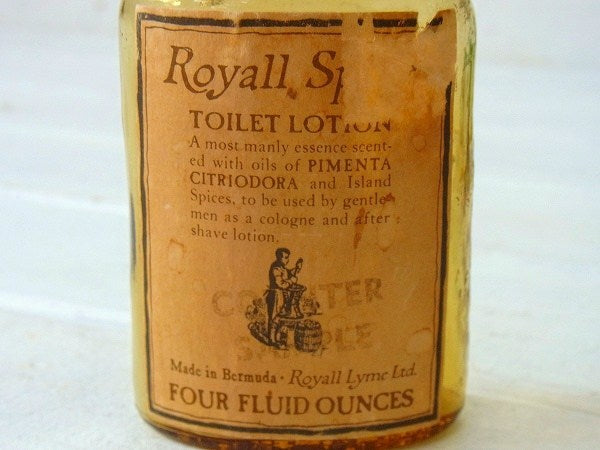 Royall Sp
TOILET LOTION
A most manly essence scent-
ed with oils of PIMENTA
CITRIODORA and Island
Spices, to be used by gentle-
men as a cologne and after
shave lotion.
COUNTER
SAMPLE
Made in Bermuda · Royall Lyme Ltd.
FOUR FLUID OUNCES